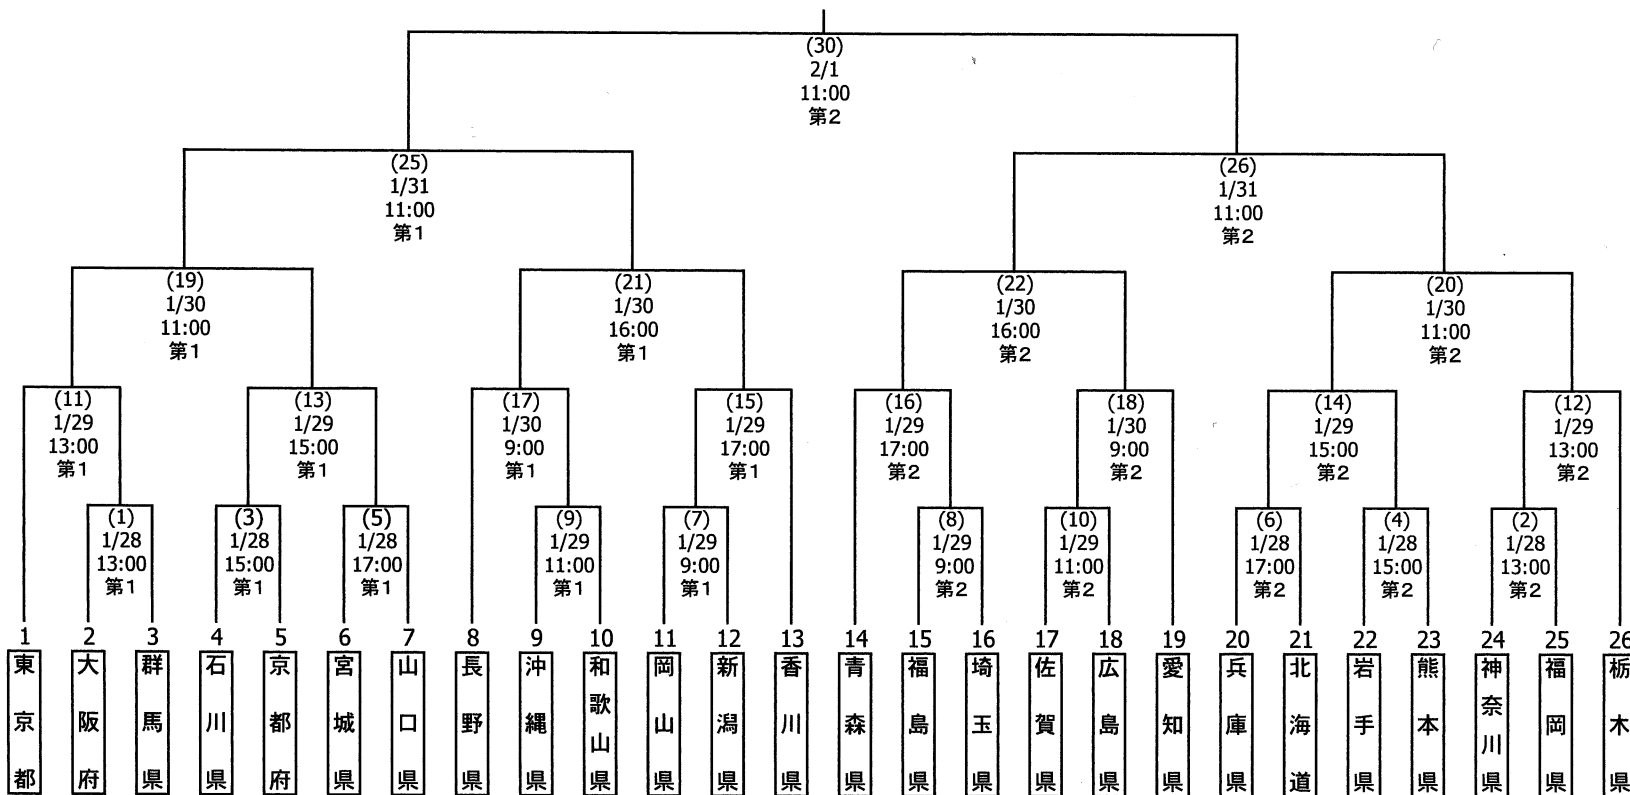 (30)
2/1
11:00
第2
(25)
1/31
11:00
第1
(26)
1/31
11:00
第2
(19)
1/30
11:00
第1
(21)
1/30
16:00
第1
(22)
1/30
16:00
第2
(20)
1/30
11:00
第2
(11)
1/29
13:00
第1
(13)
1/29
15:00
第1
(17)
1/30
9:00
第1
(15)
1/29
17:00
第1
(16)
1/29
17:00
第2
(18)
1/30
9:00
第2
(14)
1/29
15:00
第2
(12)
1/29
13:00
第2
(1)
1/28
13:00
第1
(3)
1/28
15:00
第1
(5)
1/28
17:00
第1
(9)
1/29
11:00
第1
(7)
1/29
9:00
第1
(8)
1/29
9:00
第2
(10)
1/29
11:00
第2
(6)
1/28
17:00
第2
(4)
1/28
15:00
第2
(2)
1/28
13:00
第2
1 2 3 4 5 6 7 8 9 10 11 12 13 14 15 16 17 18 19 20 21 22 23 24 25 26
東京都
大阪府
群馬県
石川県
京都府
宮城県
山口県
長野県
沖縄県
和歌山県
岡山県
新潟県
香川県
青森県
福島県
埼玉県
佐賀県
広島県
愛知県
兵庫県
北海道
岩手県
熊本県
神奈川県
福岡県
栃木県